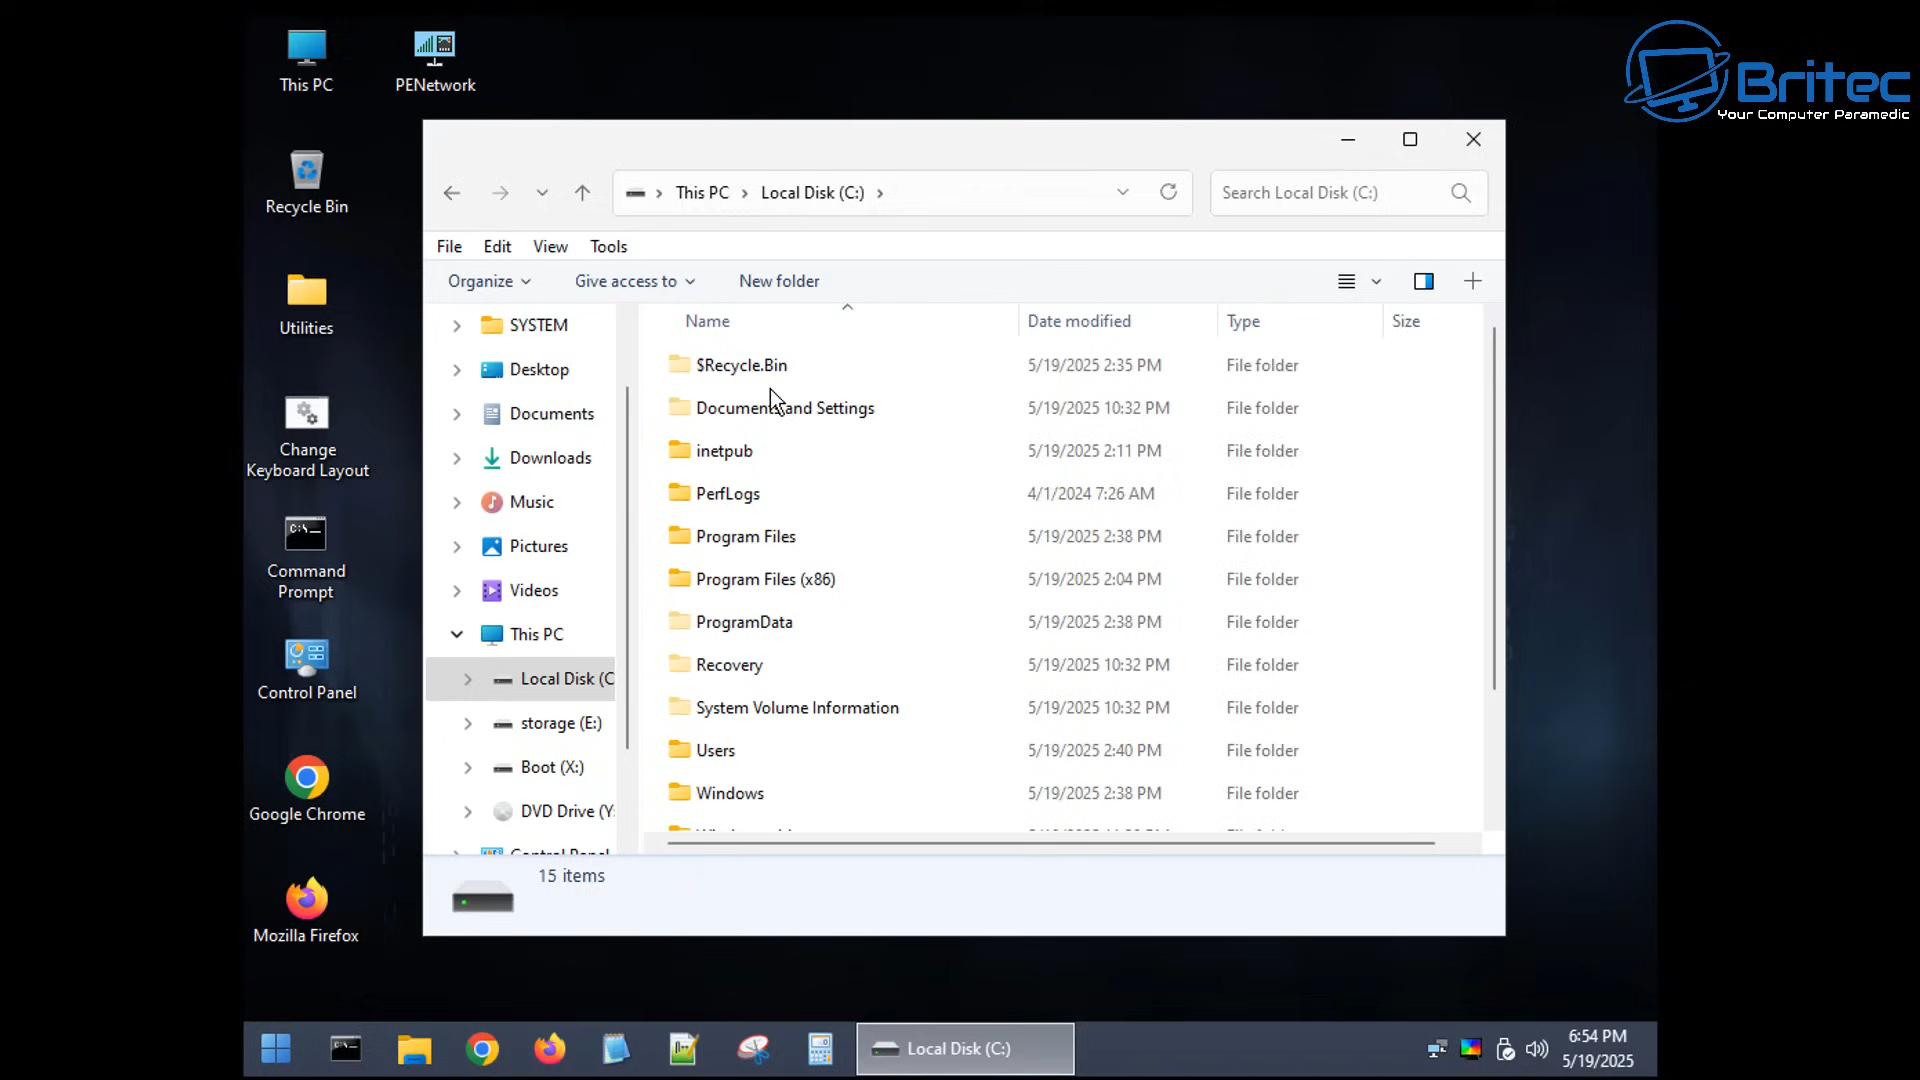 This PC
PENetwork
Britec
Your Computer Paramedic
Recycle Bin
Utilities
Change
Keyboard Layout
C:\
Command
Prompt
Control Panel
Google Chrome
Mozilla Firefox
This PC
Local Disk (C:)
Search Local Disk (C:)
File Edit View Tools
Organize Give access to New folder
SYSTEM
Desktop
Documents
Downloads
Music
Pictures
Videos
This PC
Local Disk (C
storage (E:)
Boot (X:)
DVD Drive (Y:
Control Panel
Name Date modified Type Size
$Recycle.Bin 5/19/2025 2:35 PM File folder
Documents and Settings 5/19/2025 10:32 PM File folder
inetpub 5/19/2025 2:11 PM File folder
PerfLogs 4/1/2024 7:26 AM File folder
Program Files 5/19/2025 2:38 PM File folder
Program Files (x86) 5/19/2025 2:04 PM File folder
ProgramData 5/19/2025 2:38 PM File folder
Recovery 5/19/2025 10:32 PM File folder
System Volume Information 5/19/2025 10:32 PM File folder
Users 5/19/2025 2:40 PM File folder
Windows 5/19/2025 2:38 PM File folder
15 items
Local Disk (C:)
6:54 PM
5/19/2025